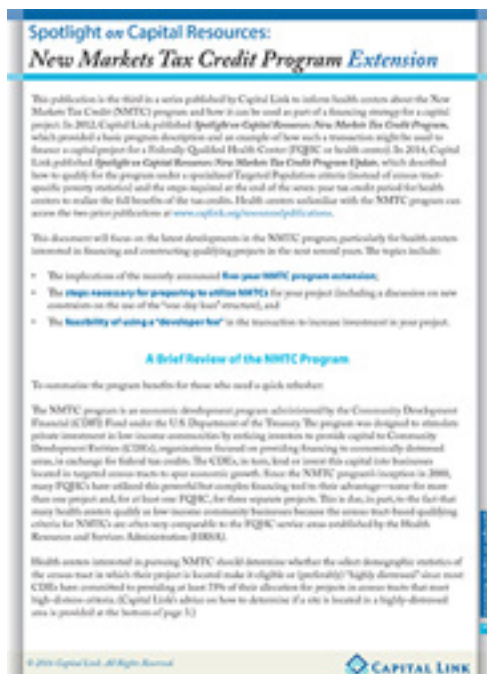 Spotlight on Capital Resources:
New Markets Tax Credit Program Extension
This publication is the third in a series published by Capital Link to inform health centers about the New
Markets Tax Credit (NMTC) program and how it can be used as part of a financing strategy for a capital
project. In 2012, Capital Link published Spotlight on Capital Resources: New Markets Tax Credit Program,
which provided a basic program description and an example of how such a transaction might be used to
finance a capital project for a Federally Qualified Health Center (FQHC or health center). In 2014, Capital
Link published Spotlight on Capital Resources: New Markets Tax Credit Program Update, which described
how to qualify for the program under a specialized Targeted Population criteria (instead of census tract-
specific poverty statistics) and the steps required at the end of the seven year tax credit period for health
centers to realize the full benefits of the tax credits. Health centers unfamiliar with the NMTC program can
access the two prior publications at www.caplink.org/resources/publications.
This document will focus on the latest developments in the NMTC program, particularly for health centers
interested in financing and constructing qualifying projects in the next several years. The topics include:
• The implications of the recently announced five-year NMTC program extension;
• The steps necessary for preparing to utilize NMTCs for your project (including a discussion on new
constraints on the use of the "one day loan" structure), and
• The feasibility of using a "developer fee" in the transaction to increase investment in your project.
A Brief Review of the NMTC Program
To summarize the program benefits for those who need a quick refresher:
The NMTC program is an economic development program administered by the Community Development
Financial (CDFI) Fund under the U.S. Department of the Treasury. The program was designed to stimulate
private investment in low-income communities by enticing investors to provide capital to Community
Development Entities (CDEs), organizations focused on providing financing to economically distressed
areas, in exchange for federal tax credits. The CDEs, in turn, lend or invest this capital into businesses
located in targeted census tracts to spur economic growth. Since the NMTC program's inception in 2000,
many FQHCs have utilized this powerful but complex financing tool to their advantage—some for more
than one project and, for at least one FQHC, for three separate projects. This is due, in part, to the fact that
many health centers qualify as low-income community businesses because the census tract-based qualifying
criteria for NMTCs are often very comparable to the FQHC service areas established by the Health
Resources and Services Administration (HRSA).
Health centers interested in pursuing NMTC should determine whether the select demographic statistics of
the census tract in which their project is located make it eligible or (preferably) "highly distressed" since most
CDEs have committed to providing at least 75% of their allocation for projects in census tracts that meet
high-distress criteria. (Capital Link's advice on how to determine if a site is located in a highly-distressed
area is provided at the bottom of page 3.)
© 2016 Capital Link. All Rights Reserved.
CAPITAL LINK